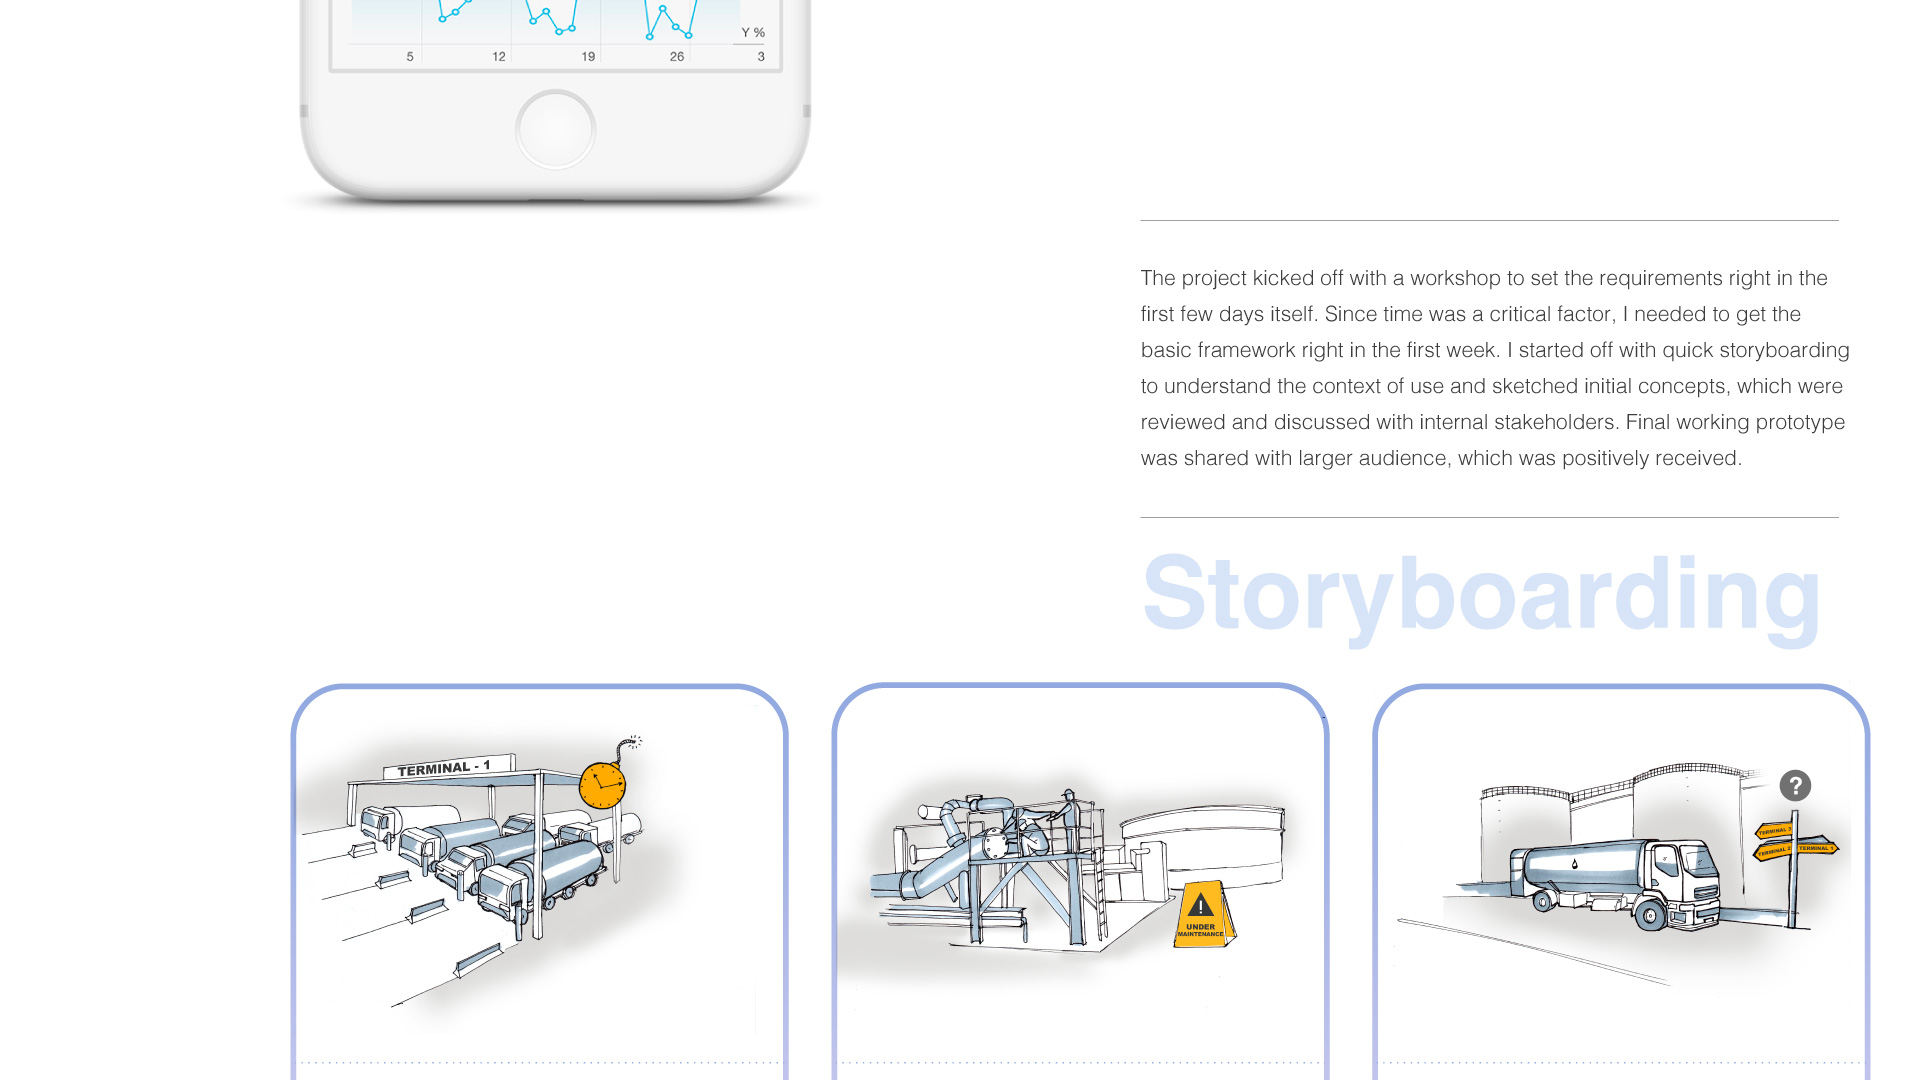 Y %
5 12 19 26 3
The project kicked off with a workshop to set the requirements right in the
first few days itself. Since time was a critical factor, I needed to get the
basic framework right in the first week. I started off with quick storyboarding
to understand the context of use and sketched initial concepts, which were
reviewed and discussed with internal stakeholders. Final working prototype
was shared with larger audience, which was positively received.
Storyboarding
TERMINAL - 1
UNDER
MAINTENANCE
?
TERMINAL 3
TERMINAL 2 TERMINAL 1